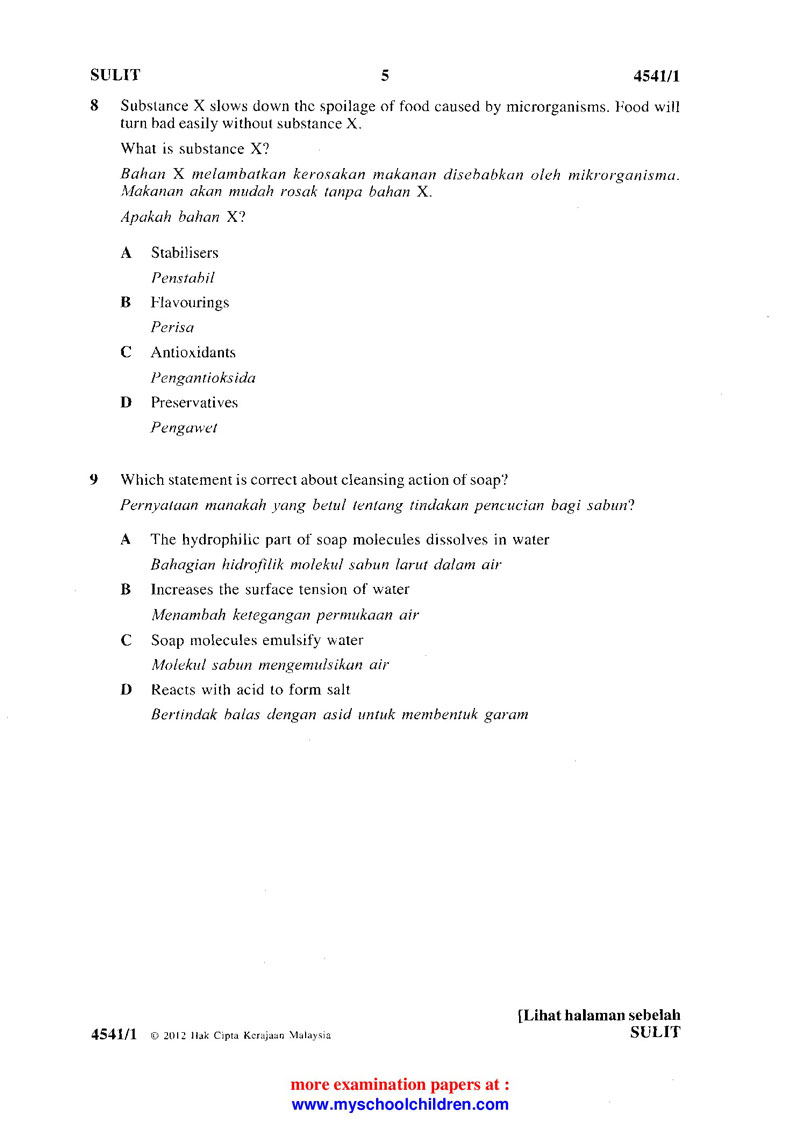 SULIT 5 4541/1
8 Substance X slows down the spoilage of food caused by microrganisms. Food will
turn bad easily without substance X.
What is substance X?
Bahan X melambatkan kerosakan makanan disebabkan oleh mikrorganisma.
Makanan akan mudah rosak tanpa bahan X.
Apakah bahan X?
A Stabilisers
Penstabil
B Flavourings
Perisa
C Antioxidants
Pengantioksida
D Preservatives
Pengawet
9 Which statement is correct about cleansing action of soap?
Pernyataan manakah yang betul tentang tindakan pencucian bagi sabun?
A The hydrophilic part of soap molecules dissolves in water
Bahagian hidrofilik molekul sabun larut dalam air
B Increases the surface tension of water
Menambah ketegangan permukaan air
C Soap molecules emulsify water
Molekul sabun mengemulsikan air
D Reacts with acid to form salt
Bertindak balas dengan asid untuk membentuk garam
[Lihat halaman sebelah
4541/1 © 2012 Hak Cipta Kerajaan Malaysia SULIT
more examination papers at :
www.myschoolchildren.com